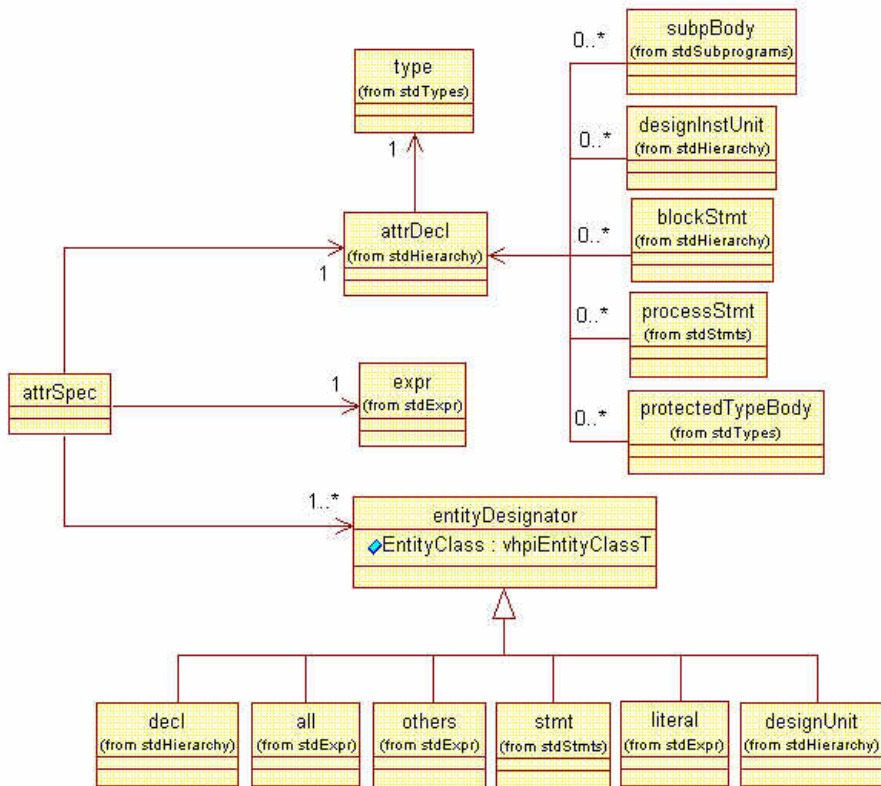 subpBody
(from stdSubprograms)
0..*
type
(from stdTypes)
1
designInstUnit
(from stdHierarchy)
0..*
attrDecl
(from stdHierarchy)
1
blockStmt
(from stdHierarchy)
0..*
processStmt
(from stdStmts)
0..*
attrSpec
expr
(from stdExpr)
1
protectedTypeBody
(from stdTypes)
0..*
1..*
entityDesignator
EntityClass : vhpiEntityClassT
decl
(from stdHierarchy)
all
(from stdExpr)
others
(from stdExpr)
stmt
(from stdStmts)
literal
(from stdExpr)
designUnit
(from stdHierarchy)